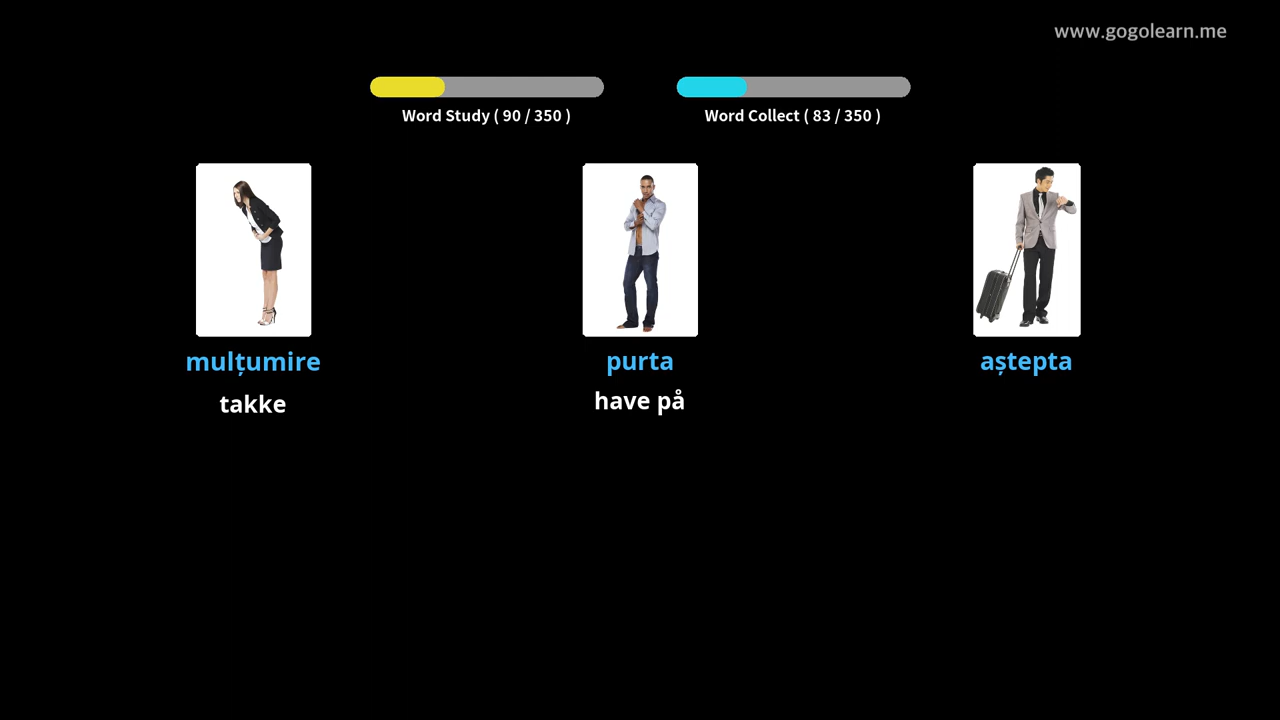 www.gogolearn.me
Word Study ( 90 / 350 )
Word Collect ( 83 / 350 )
mulțumire
purta
aștepta
takke
have på